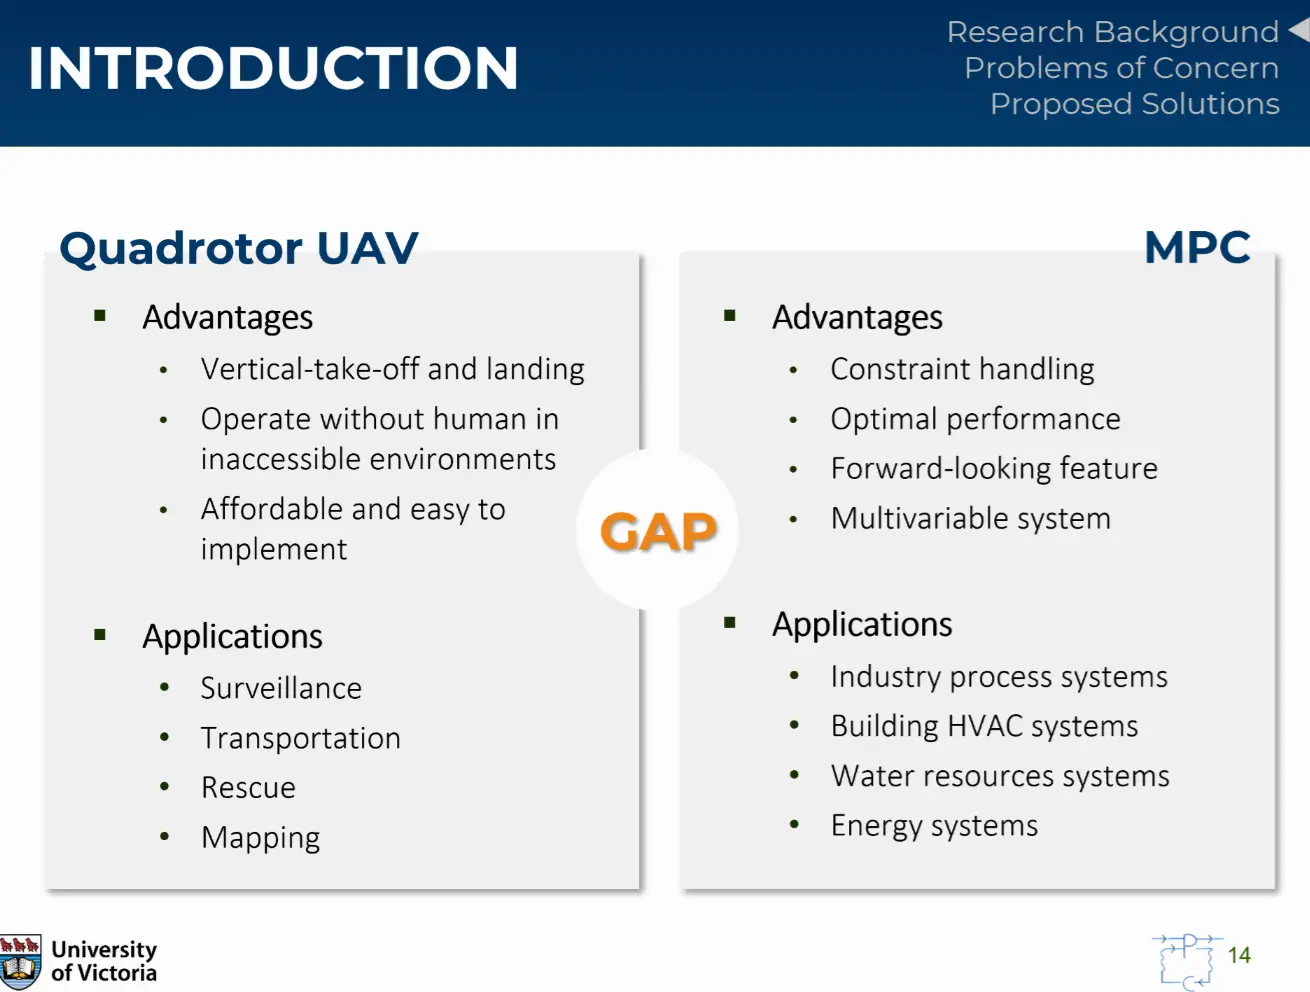 INTRODUCTION
Research Background
Problems of Concern
Proposed Solutions
Quadrotor UAV
Advantages
Vertical-take-off and landing
Operate without human in
inaccessible environments
Affordable and easy to
implement
Applications
Surveillance
Transportation
Rescue
Mapping
GAP
MPC
Advantages
Constraint handling
Optimal performance
Forward-looking feature
Multivariable system
Applications
Industry process systems
Building HVAC systems
Water resources systems
Energy systems
University
of Victoria
P
C
14